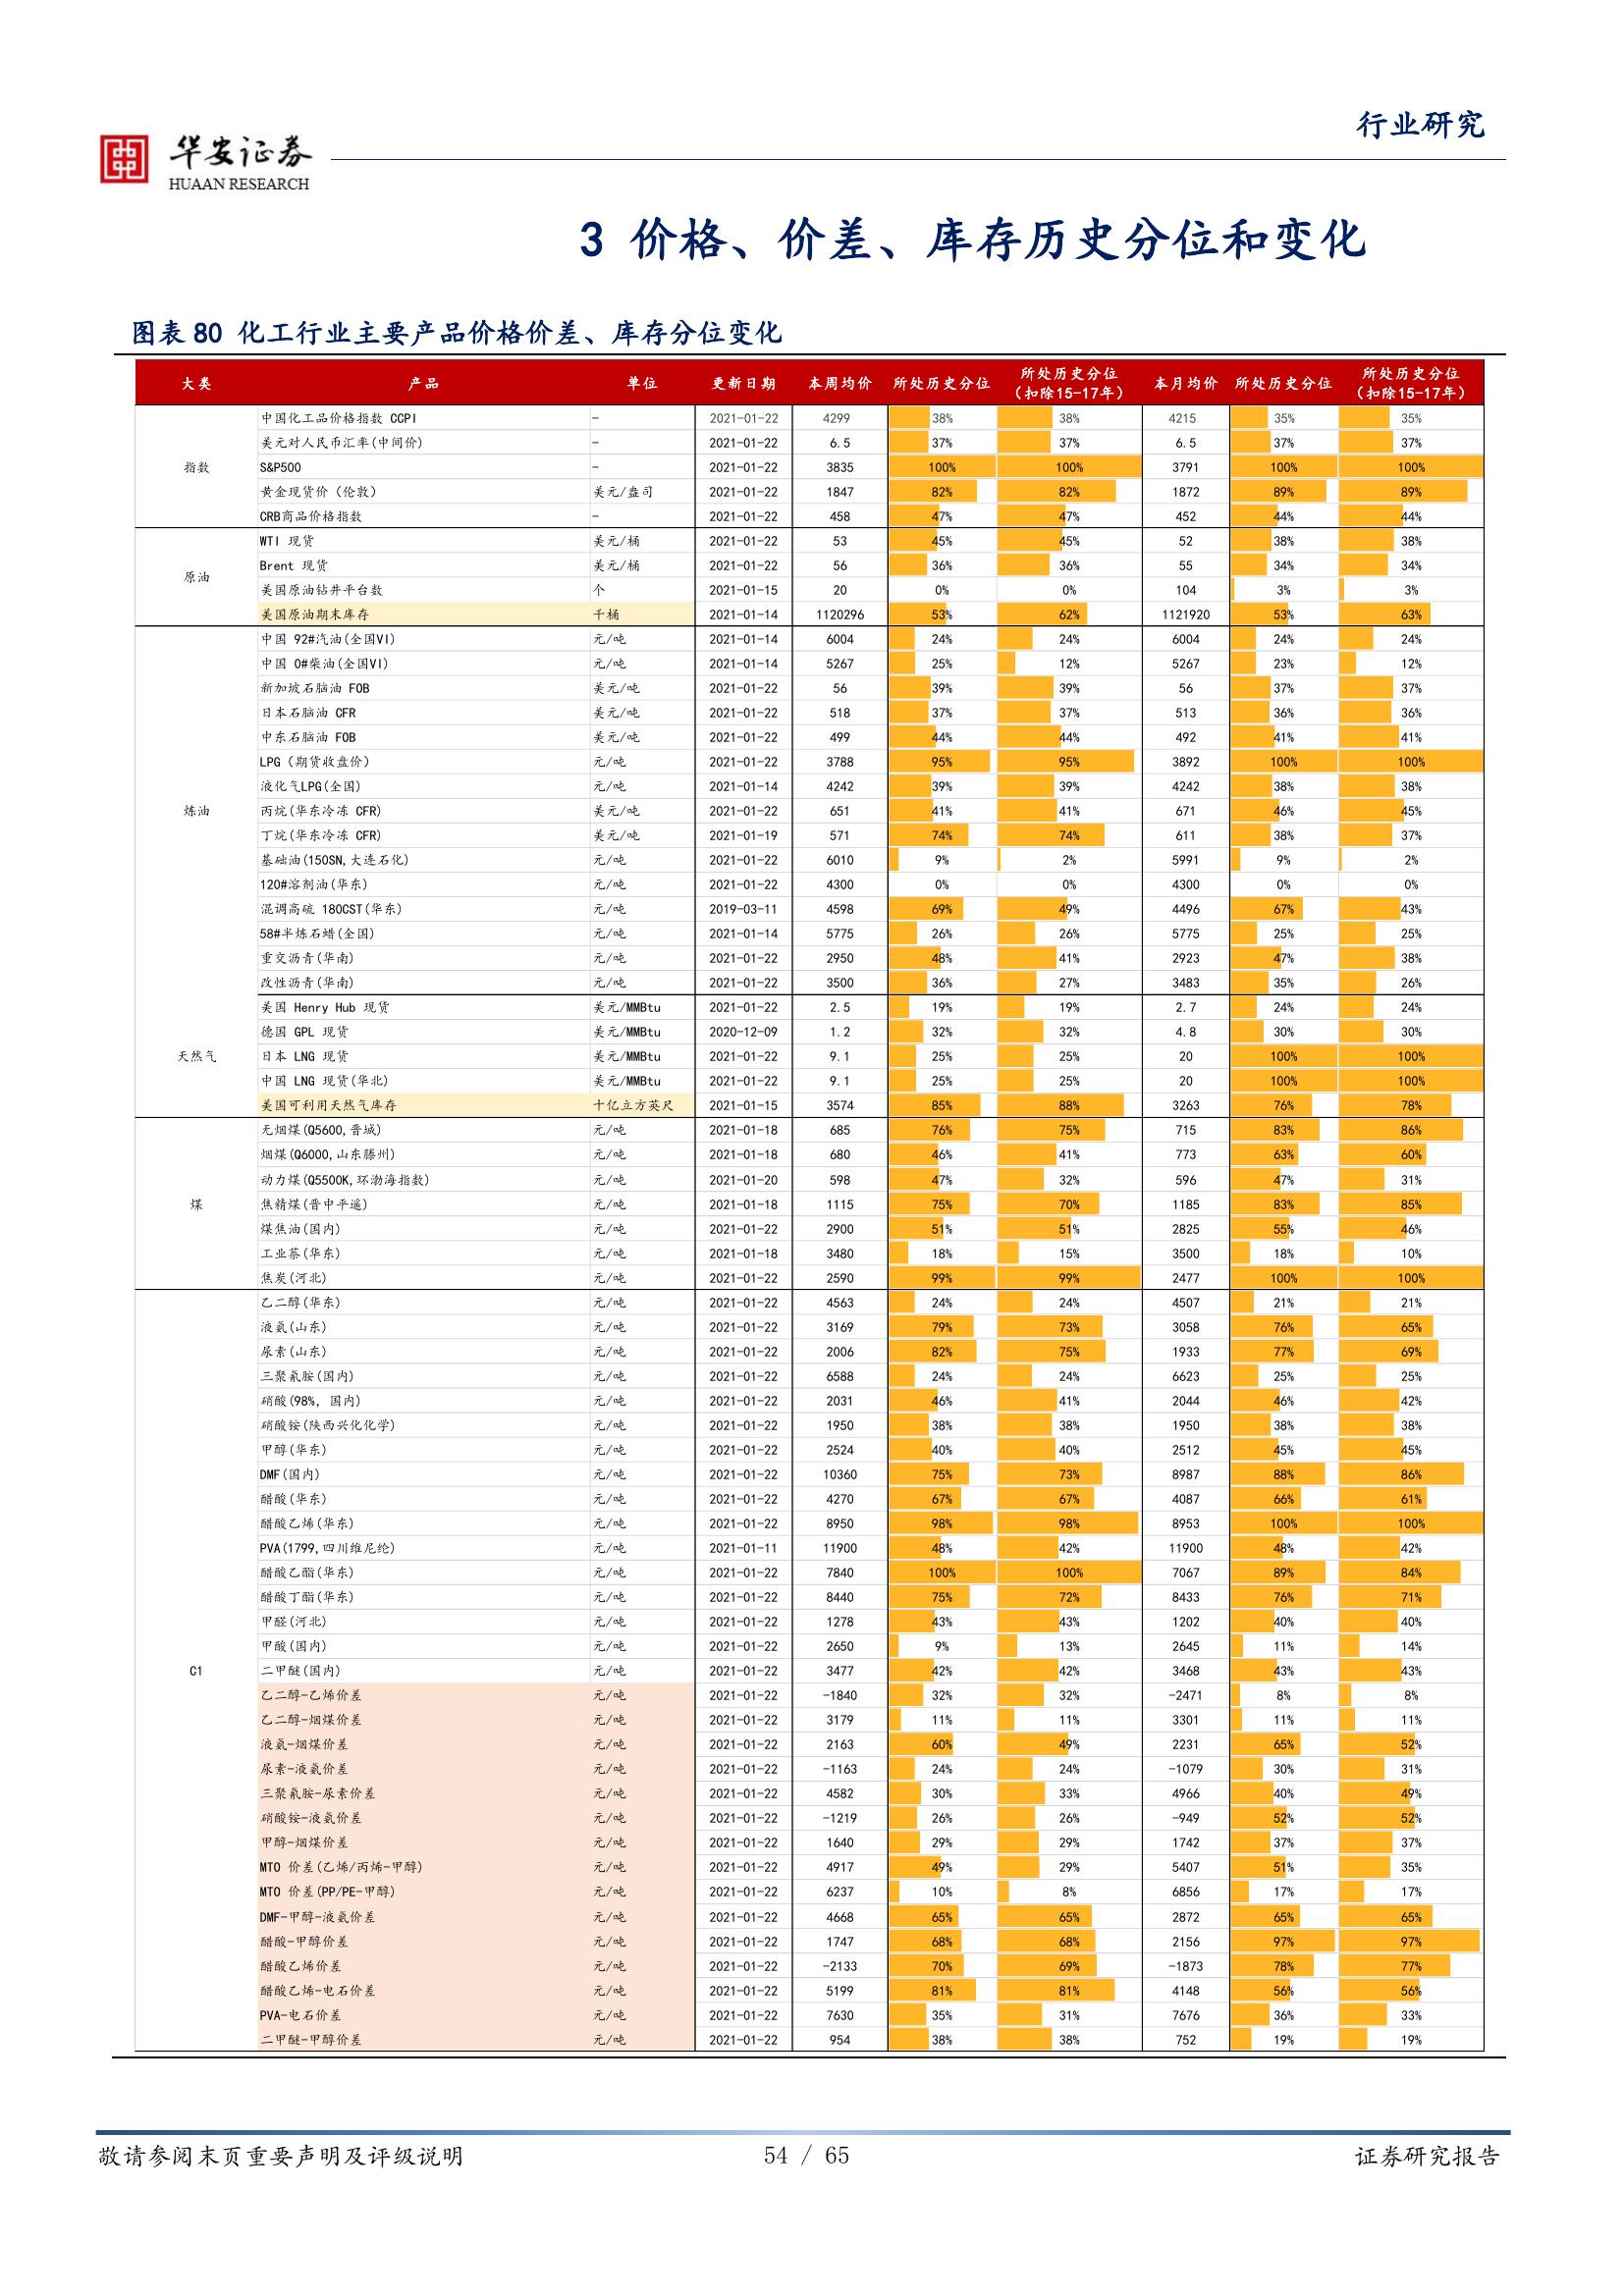 行业研究
华安证券
HUAAN RESEARCH
3 价格、价差、库存历史分位和变化
图表 80 化工行业主要产品价格价差、库存分位变化
大类 产品 单位 更新日期 本周均价 所处历史分位 所处历史分位（扣除15-17年） 本月均价 所处历史分位 所处历史分位（扣除15-17年）
指数
中国化工品价格指数 CCPI - 2021-01-22 4299 38% 38% 4215 35% 35%
美元对人民币汇率(中间价) - 2021-01-22 6.5 37% 37% 6.5 37% 37%
S&P500 - 2021-01-22 3835 100% 100% 3791 100% 100%
黄金现货价（伦敦） 美元/盎司 2021-01-22 1847 82% 82% 1872 89% 89%
CRB商品价格指数 - 2021-01-22 458 47% 47% 452 44% 44%
原油
WTI 现货 美元/桶 2021-01-22 53 45% 45% 52 38% 38%
Brent 现货 美元/桶 2021-01-22 56 36% 36% 55 34% 34%
美国原油钻井平台数 个 2021-01-15 20 0% 0% 104 3% 3%
美国原油期末库存 千桶 2021-01-14 1120296 53% 62% 1121920 53% 63%
炼油
中国 92#汽油(全国VI) 元/吨 2021-01-14 6004 24% 24% 6004 24% 24%
中国 0#柴油(全国VI) 元/吨 2021-01-14 5267 25% 12% 5267 23% 12%
新加坡石脑油 FOB 美元/吨 2021-01-22 56 39% 39% 56 37% 37%
日本石脑油 CFR 美元/吨 2021-01-22 518 37% 37% 513 36% 36%
中东石脑油 FOB 美元/吨 2021-01-22 499 44% 44% 492 41% 41%
LPG（期货收盘价） 元/吨 2021-01-22 3788 95% 95% 3892 100% 100%
液化气LPG(全国) 元/吨 2021-01-14 4242 39% 39% 4242 38% 38%
丙烷(华东冷冻 CFR) 美元/吨 2021-01-22 651 41% 41% 671 46% 45%
丁烷(华东冷冻 CFR) 美元/吨 2021-01-19 571 74% 74% 611 38% 37%
基础油(150SN,大连石化) 元/吨 2021-01-22 6010 9% 2% 5991 9% 2%
120#溶剂油(华东) 元/吨 2021-01-22 4300 0% 0% 4300 0% 0%
混调高硫 180CST(华东) 元/吨 2019-03-11 4598 69% 49% 4496 67% 43%
58#半炼石蜡(全国) 元/吨 2021-01-14 5775 26% 26% 5775 25% 25%
重交沥青(华南) 元/吨 2021-01-22 2950 48% 41% 2923 47% 38%
改性沥青(华南) 元/吨 2021-01-22 3500 36% 27% 3483 35% 26%
天然气
美国 Henry Hub 现货 美元/MMBtu 2021-01-22 2.5 19% 19% 2.7 24% 24%
德国 GPL 现货 美元/MMBtu 2020-12-09 1.2 32% 32% 4.8 30% 30%
日本 LNG 现货 美元/MMBtu 2021-01-22 9.1 25% 25% 20 100% 100%
中国 LNG 现货(华北) 美元/MMBtu 2021-01-22 9.1 25% 25% 20 100% 100%
美国可利用天然气库存 十亿立方英尺 2021-01-15 3574 85% 88% 3263 76% 78%
煤
无烟煤(Q5600,晋城) 元/吨 2021-01-18 685 76% 75% 715 83% 86%
烟煤(Q6000,山东滕州) 元/吨 2021-01-18 680 46% 41% 773 63% 60%
动力煤(Q5500K,环渤海指数) 元/吨 2021-01-20 598 47% 32% 596 47% 31%
焦精煤(晋中平遥) 元/吨 2021-01-18 1115 75% 70% 1185 83% 85%
煤焦油(国内) 元/吨 2021-01-22 2900 51% 51% 2825 55% 46%
工业萘(华东) 元/吨 2021-01-18 3480 18% 15% 3500 18% 10%
焦炭(河北) 元/吨 2021-01-22 2590 99% 99% 2477 100% 100%
C1
乙二醇(华东) 元/吨 2021-01-22 4563 24% 24% 4507 21% 21%
液氨(山东) 元/吨 2021-01-22 3169 79% 73% 3058 76% 65%
尿素(山东) 元/吨 2021-01-22 2006 82% 75% 1933 77% 69%
三聚氰胺(国内) 元/吨 2021-01-22 6588 24% 24% 6623 25% 25%
硝酸(98%, 国内) 元/吨 2021-01-22 2031 46% 41% 2044 46% 42%
硝酸铵(陕西兴化化学) 元/吨 2021-01-22 1950 38% 38% 1950 38% 38%
甲醇(华东) 元/吨 2021-01-22 2524 40% 40% 2512 45% 45%
DMF(国内) 元/吨 2021-01-22 10360 75% 73% 8987 88% 86%
醋酸(华东) 元/吨 2021-01-22 4270 67% 67% 4087 66% 61%
醋酸乙烯(华东) 元/吨 2021-01-22 8950 98% 98% 8953 100% 100%
PVA(1799,四川维尼纶) 元/吨 2021-01-11 11900 48% 42% 11900 48% 42%
醋酸乙酯(华东) 元/吨 2021-01-22 7840 100% 100% 7067 89% 84%
醋酸丁酯(华东) 元/吨 2021-01-22 8440 75% 72% 8433 76% 71%
甲醛(河北) 元/吨 2021-01-22 1278 43% 43% 1202 40% 40%
甲酸(国内) 元/吨 2021-01-22 2650 9% 13% 2645 11% 14%
二甲醚(国内) 元/吨 2021-01-22 3477 42% 42% 3468 43% 43%
乙二醇-乙烯价差 元/吨 2021-01-22 -1840 32% 32% -2471 8% 8%
乙二醇-烟煤价差 元/吨 2021-01-22 3179 11% 11% 3301 11% 11%
液氨-烟煤价差 元/吨 2021-01-22 2163 60% 49% 2231 65% 52%
尿素-液氨价差 元/吨 2021-01-22 -1163 24% 24% -1079 30% 31%
三聚氰胺-尿素价差 元/吨 2021-01-22 4582 30% 33% 4966 40% 49%
硝酸铵-液氨价差 元/吨 2021-01-22 -1219 26% 26% -949 52% 52%
甲醇-烟煤价差 元/吨 2021-01-22 1640 29% 29% 1742 37% 37%
MTO 价差(乙烯/丙烯-甲醇) 元/吨 2021-01-22 4917 49% 29% 5407 51% 35%
MTO 价差(PP/PE-甲醇) 元/吨 2021-01-22 6237 10% 8% 6856 17% 17%
DMF-甲醇-液氨价差 元/吨 2021-01-22 4668 65% 65% 2872 65% 65%
醋酸-甲醇价差 元/吨 2021-01-22 1747 68% 68% 2156 97% 97%
醋酸乙烯价差 元/吨 2021-01-22 -2133 70% 69% -1873 78% 77%
醋酸乙烯-电石价差 元/吨 2021-01-22 5199 81% 81% 4148 56% 56%
PVA-电石价差 元/吨 2021-01-22 7630 35% 31% 7676 36% 33%
二甲醚-甲醇价差 元/吨 2021-01-22 954 38% 38% 752 19% 19%
敬请参阅末页重要声明及评级说明 54 / 65 证券研究报告